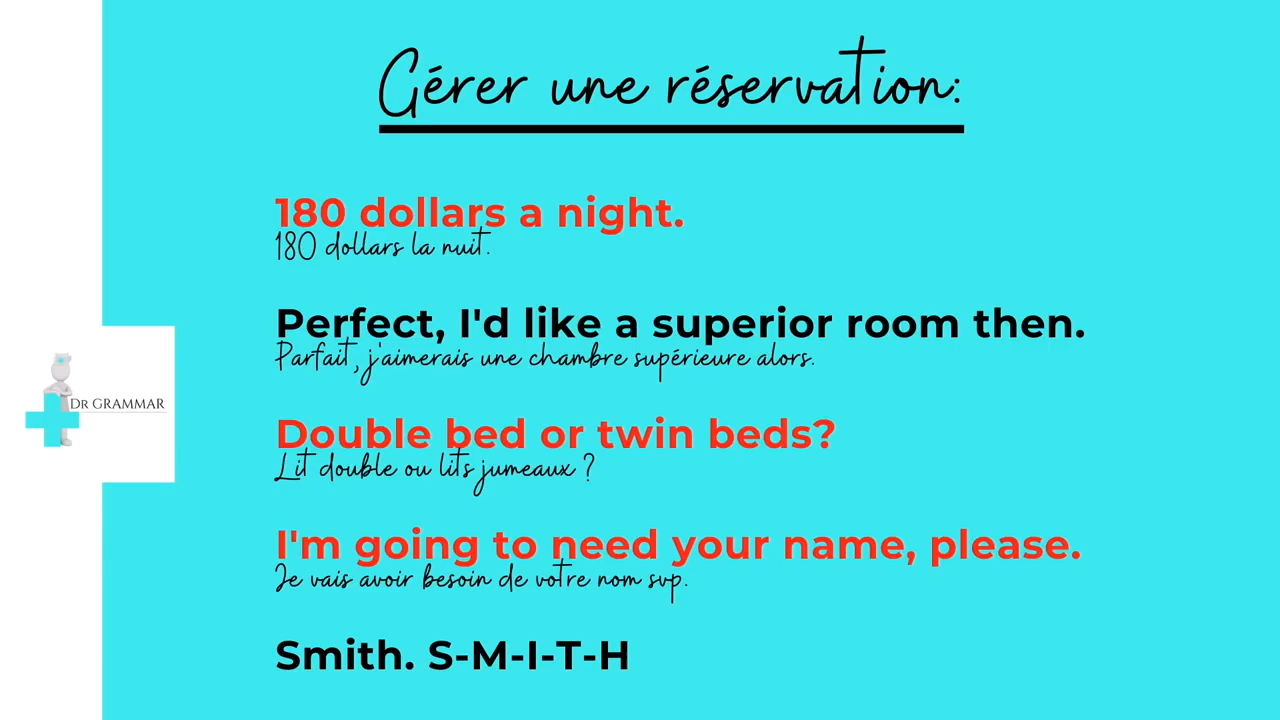 Gérer une réservation:
180 dollars a night.
180 dollars la nuit.
Perfect, I'd like a superior room then.
Parfait, j'aimerais une chambre supérieure alors.
Double bed or twin beds?
Lit double ou lits jumeaux ?
DR GRAMMAR
I'm going to need your name, please.
Je vais avoir besoin de votre nom svp.
Smith. S-M-I-T-H